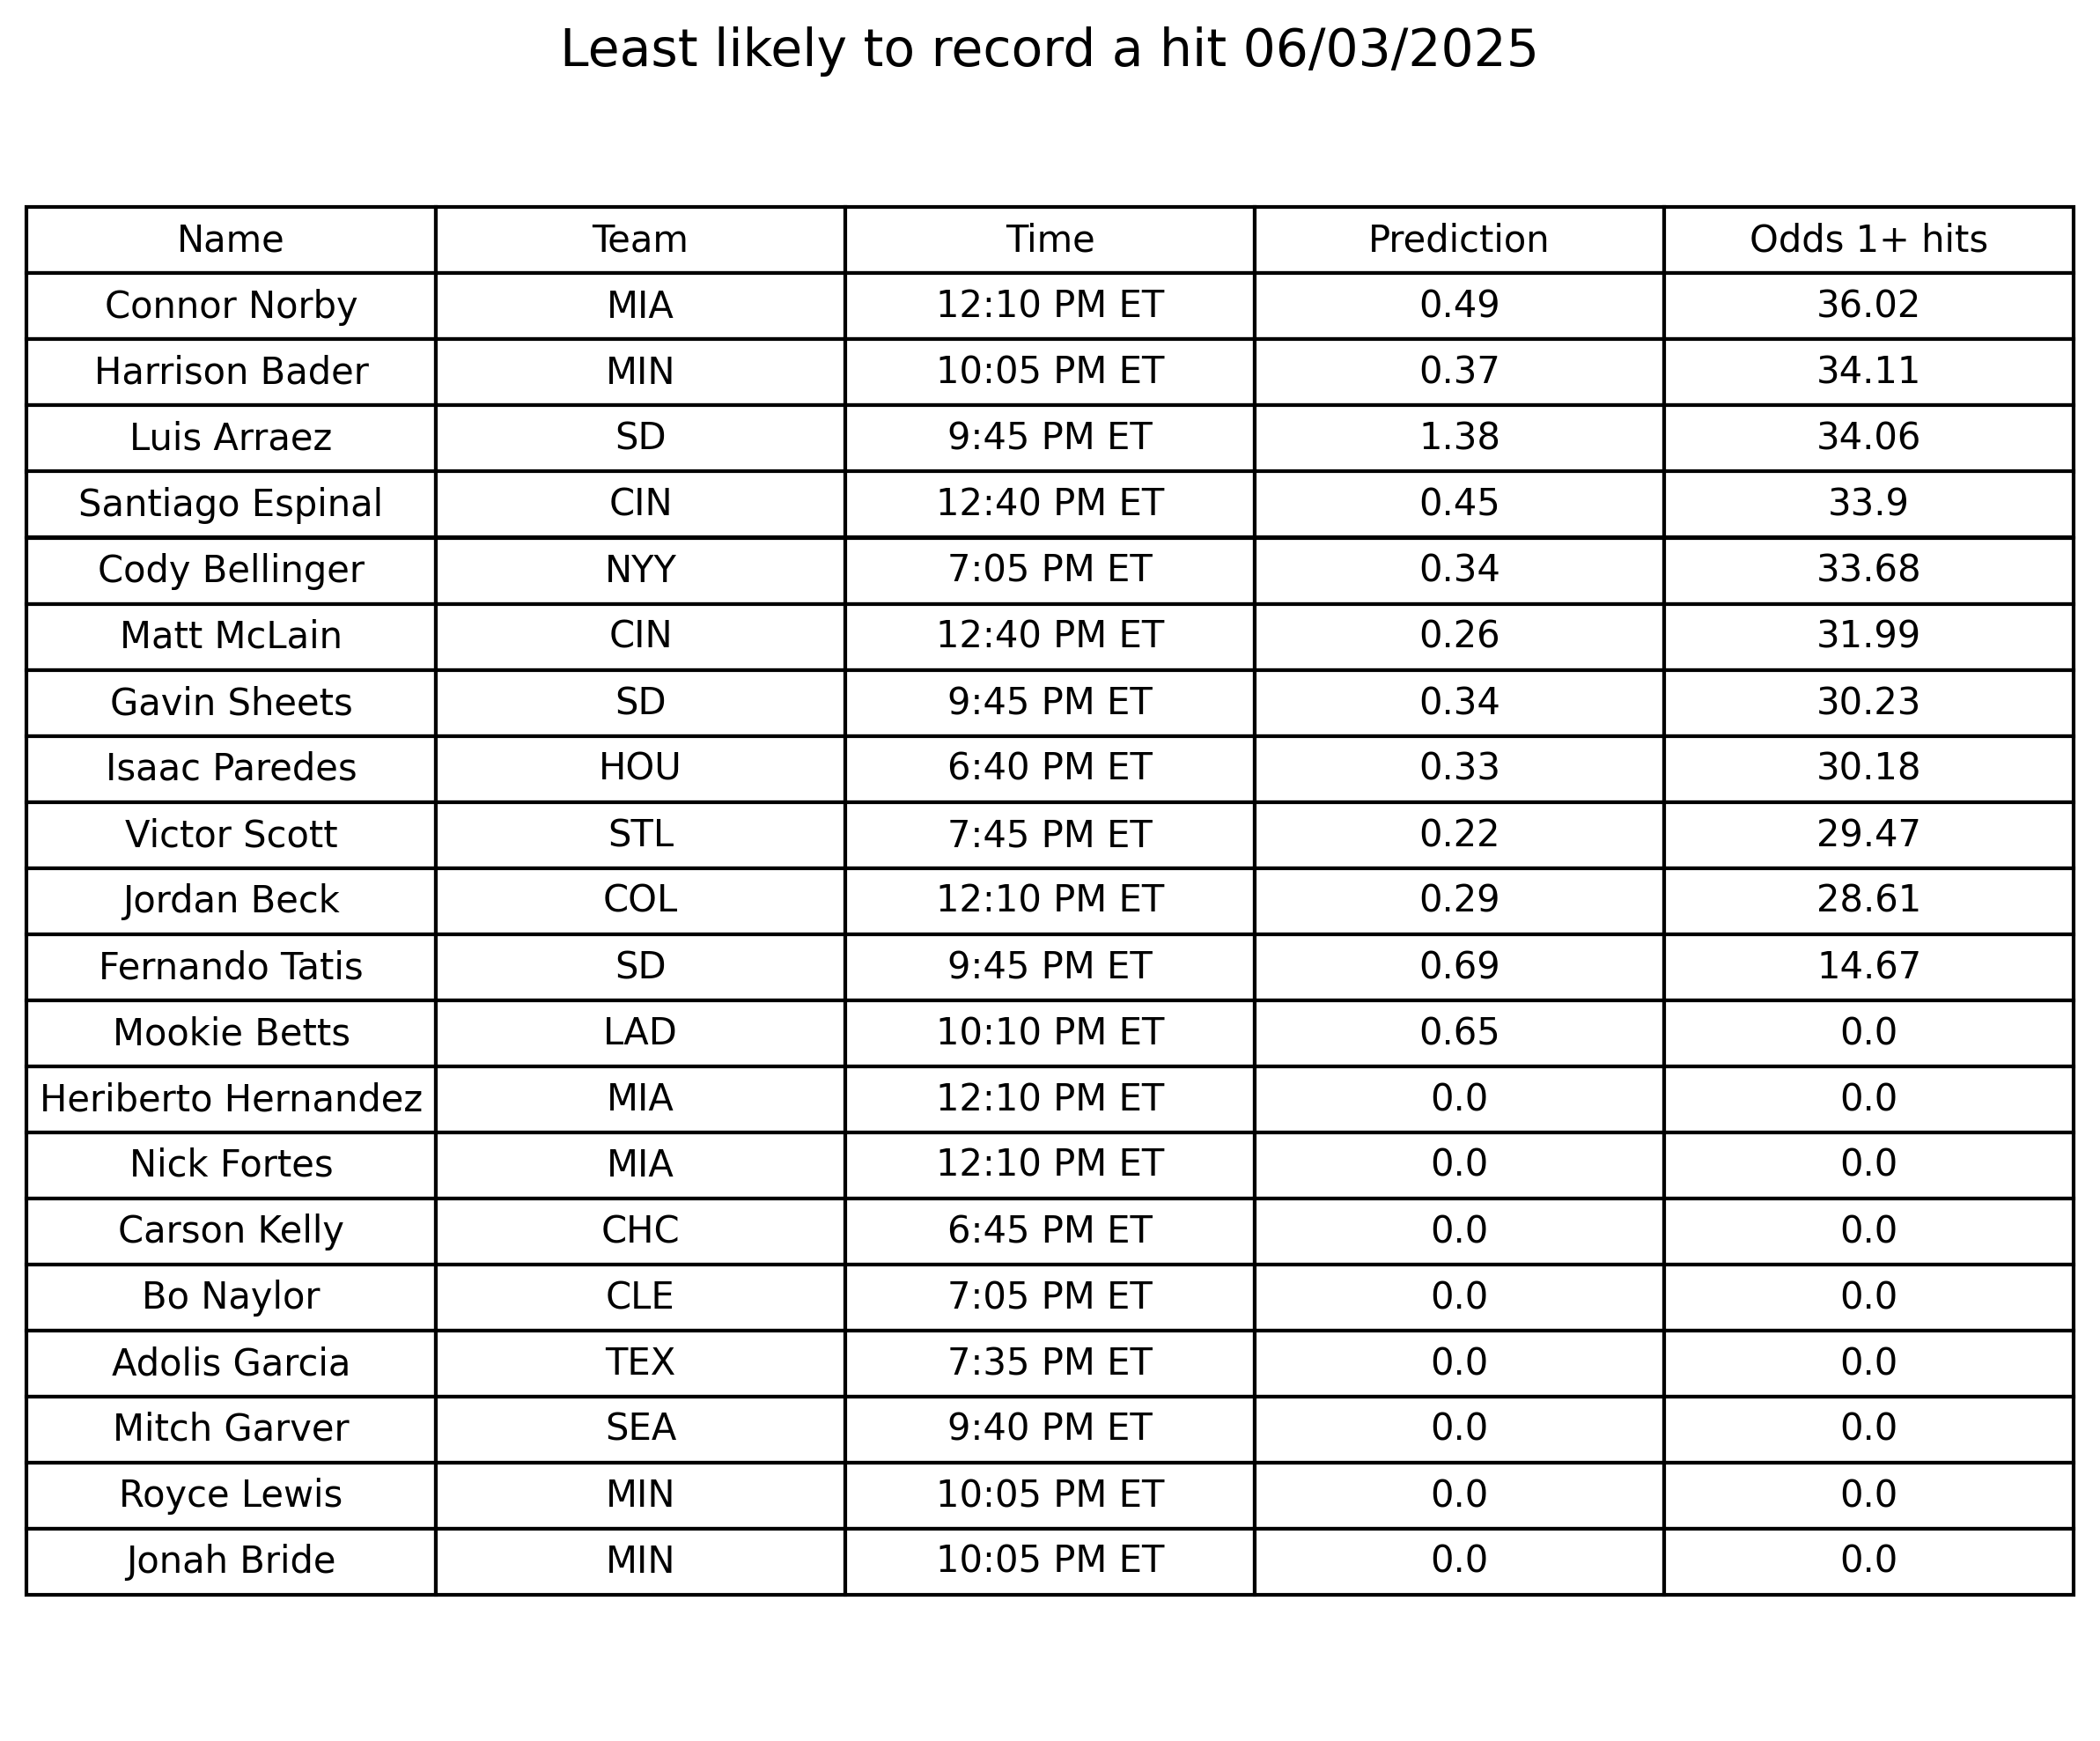 Least likely to record a hit 06/03/2025
Name Team Time Prediction Odds 1+ hits
Connor Norby MIA 12:10 PM ET 0.49 36.02
Harrison Bader MIN 10:05 PM ET 0.37 34.11
Luis Arraez SD 9:45 PM ET 1.38 34.06
Santiago Espinal CIN 12:40 PM ET 0.45 33.9
Cody Bellinger NYY 7:05 PM ET 0.34 33.68
Matt McLain CIN 12:40 PM ET 0.26 31.99
Gavin Sheets SD 9:45 PM ET 0.34 30.23
Isaac Paredes HOU 6:40 PM ET 0.33 30.18
Victor Scott STL 7:45 PM ET 0.22 29.47
Jordan Beck COL 12:10 PM ET 0.29 28.61
Fernando Tatis SD 9:45 PM ET 0.69 14.67
Mookie Betts LAD 10:10 PM ET 0.65 0.0
Heriberto Hernandez MIA 12:10 PM ET 0.0 0.0
Nick Fortes MIA 12:10 PM ET 0.0 0.0
Carson Kelly CHC 6:45 PM ET 0.0 0.0
Bo Naylor CLE 7:05 PM ET 0.0 0.0
Adolis Garcia TEX 7:35 PM ET 0.0 0.0
Mitch Garver SEA 9:40 PM ET 0.0 0.0
Royce Lewis MIN 10:05 PM ET 0.0 0.0
Jonah Bride MIN 10:05 PM ET 0.0 0.0